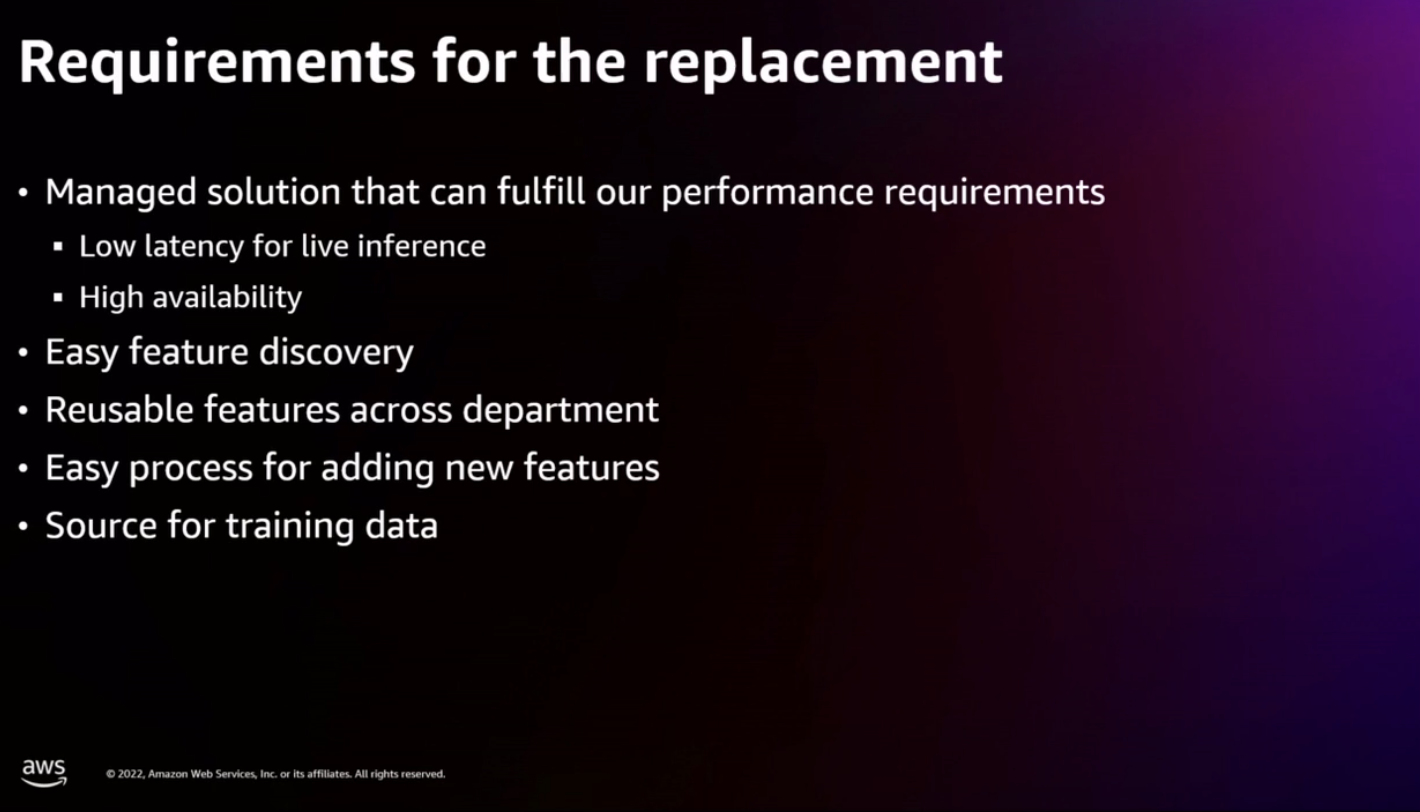 Requirements for the replacement
• Managed solution that can fulfill our performance requirements
▪ Low latency for live inference
▪ High availability
• Easy feature discovery
• Reusable features across department
• Easy process for adding new features
• Source for training data
aws
© 2022, Amazon Web Services, Inc. or its affiliates. All rights reserved.